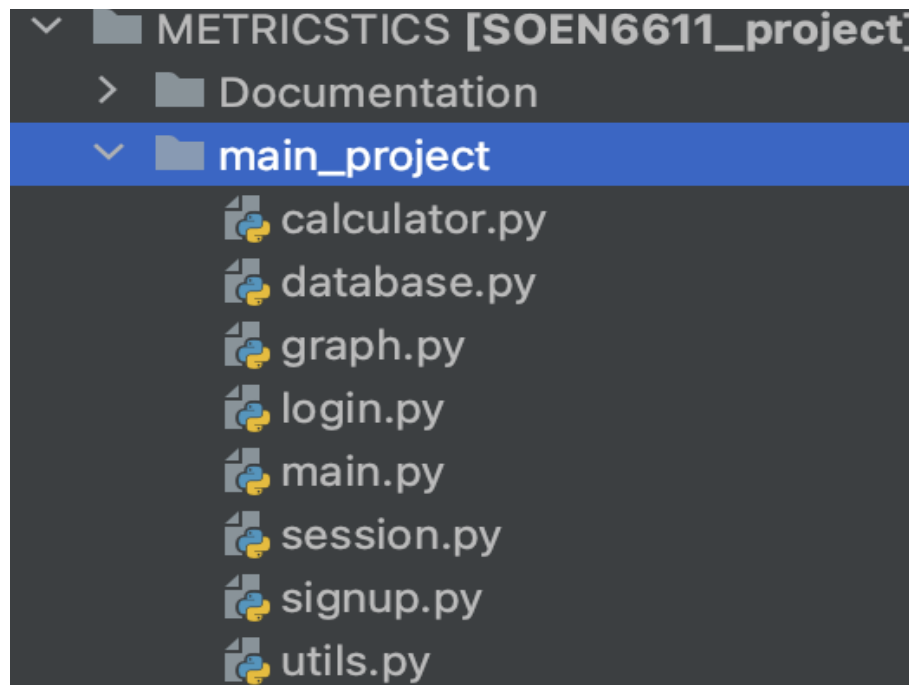 METRICSTICS [SOEN6611_project]
Documentation
main_project
calculator.py
database.py
graph.py
login.py
main.py
session.py
signup.py
utils.py